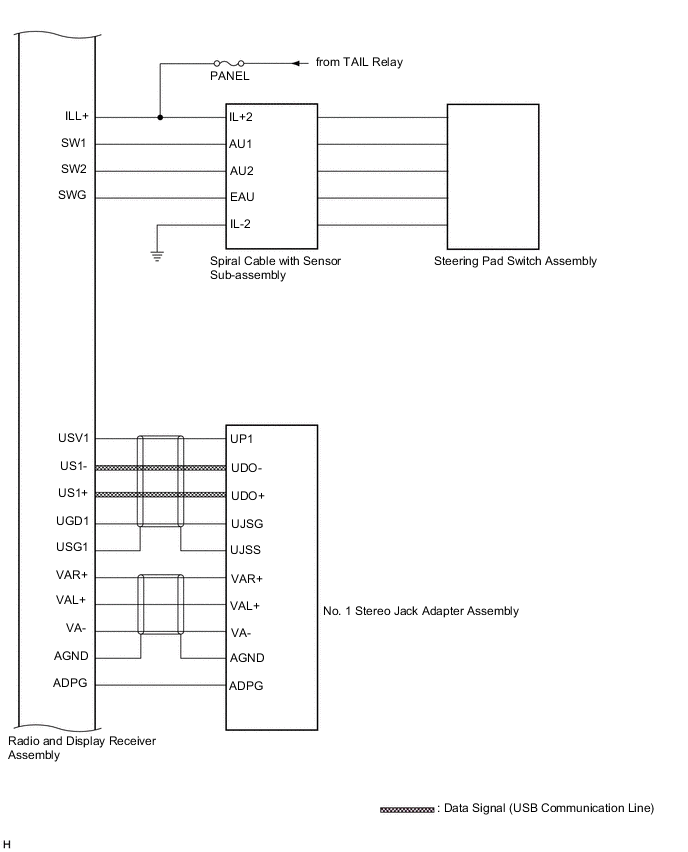 from TAIL Relay
PANEL
ILL+
IL+2
SW1
AU1
SW2
AU2
SWG
EAU
IL-2
Spiral Cable with Sensor
Sub-assembly
Steering Pad Switch Assembly
USV1
UP1
US1-
UDO-
US1+
UDO+
UGD1
UJSG
USG1
UJSS
VAR+
VAR+
VAL+
VAL+
No. 1 Stereo Jack Adapter Assembly
VA-
VA-
AGND
AGND
ADPG
ADPG
Radio and Display Receiver
Assembly
: Data Signal (USB Communication Line)
H